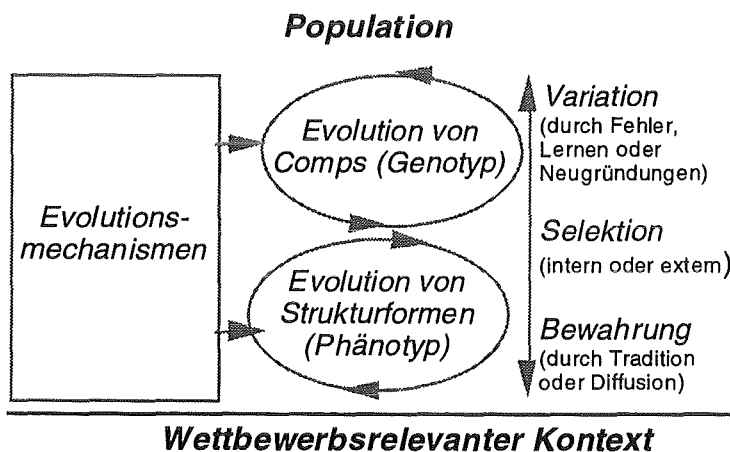 Population
Evolutions-
mechanismen
Evolution von
Comps (Genotyp)
Evolution von
Strukturformen
(Phänotyp)
Variation
(durch Fehler,
Lernen oder
Neugründungen)
Selektion
(intern oder extern)
Bewahrung
(durch Tradition
oder Diffusion)
Wettbewerbsrelevanter Kontext